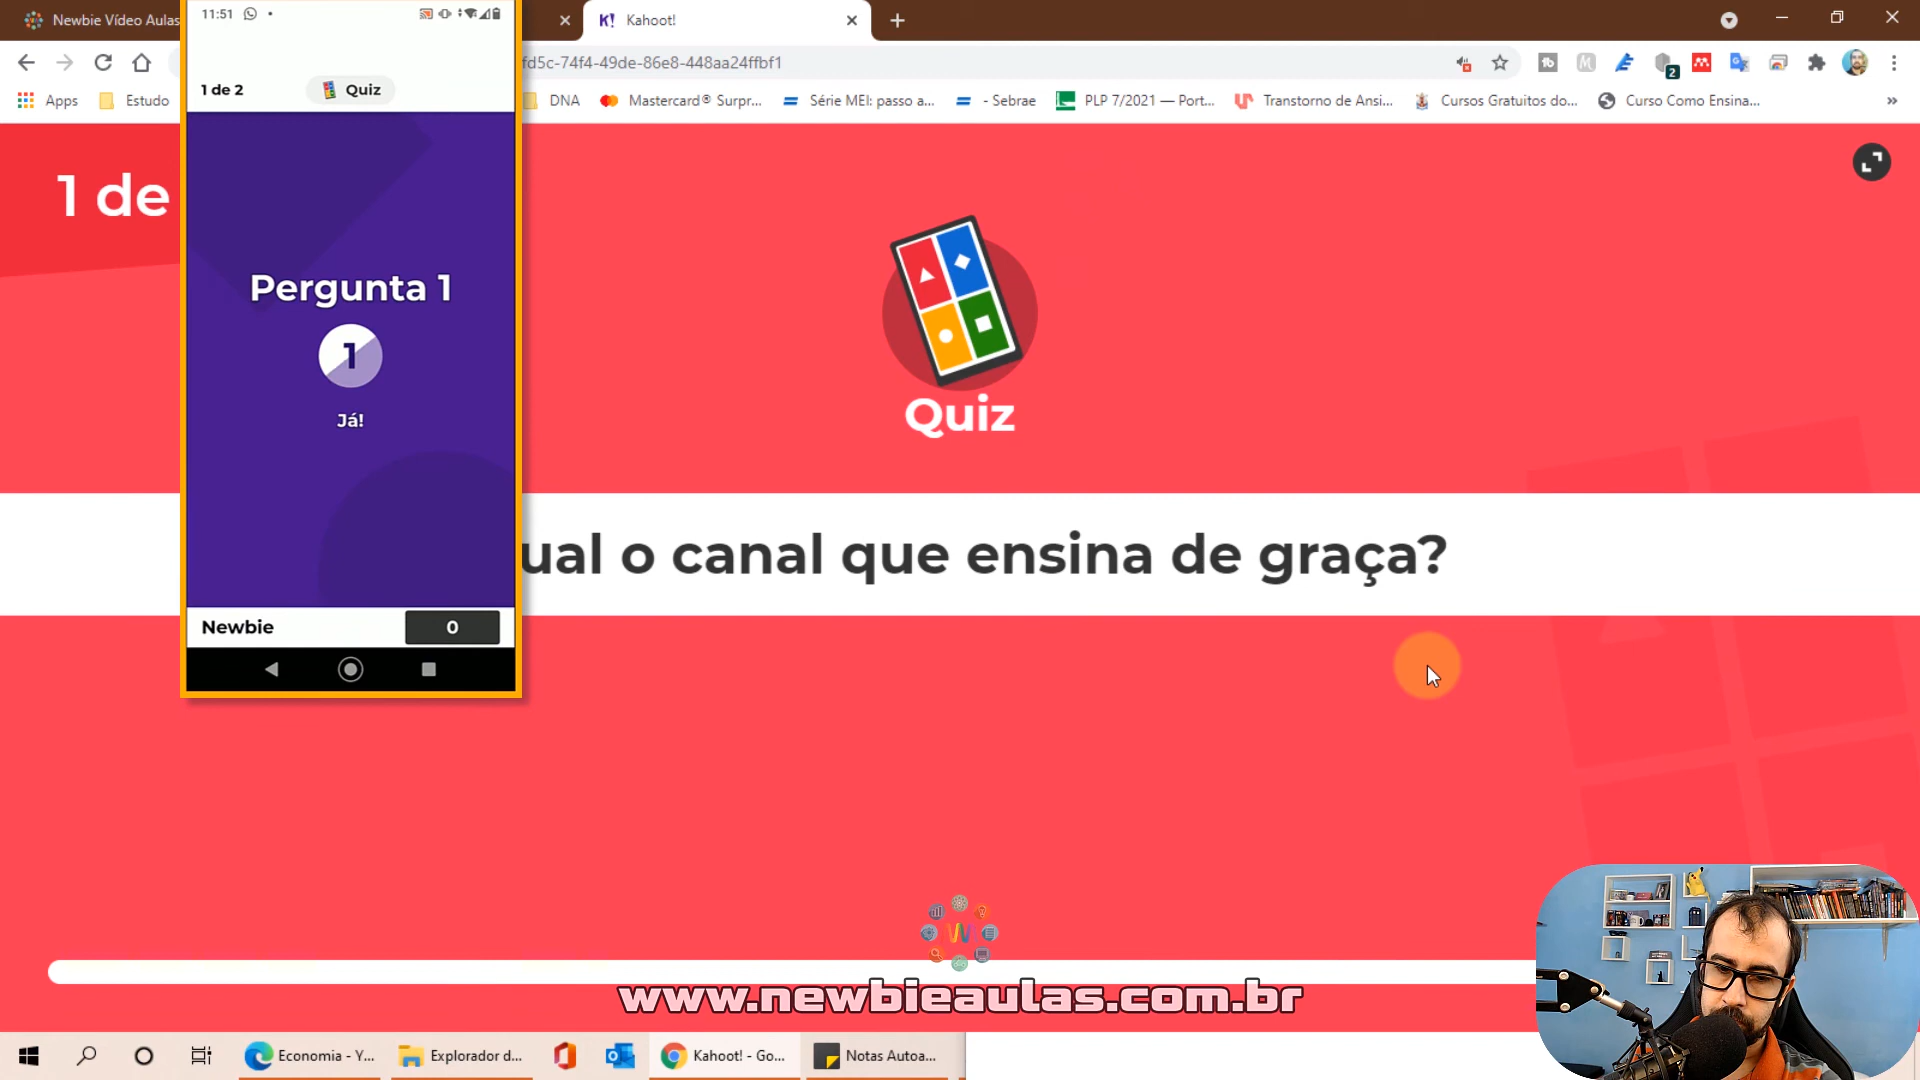 Newbie Vídeo Aulas
Kahoot!
11:51
fd5c-74f4-49de-86e8-448aa24ffbf1
2
1 de 2
Quiz
Apps
Estudo
DNA
Mastercard® Surpr...
Série MEI: passo a...
- Sebrae
PLP 7/2021 — Port...
Transtorno de Ansi...
Cursos Gratuitos do...
Curso Como Ensina...
»
1 de
Pergunta 1
1
Já!
Quiz
ual o canal que ensina de graça?
Newbie
0
www.newbieaulas.com.br
Economia - Y...
Explorador d...
Kahoot! - Go...
Notas Autoa...